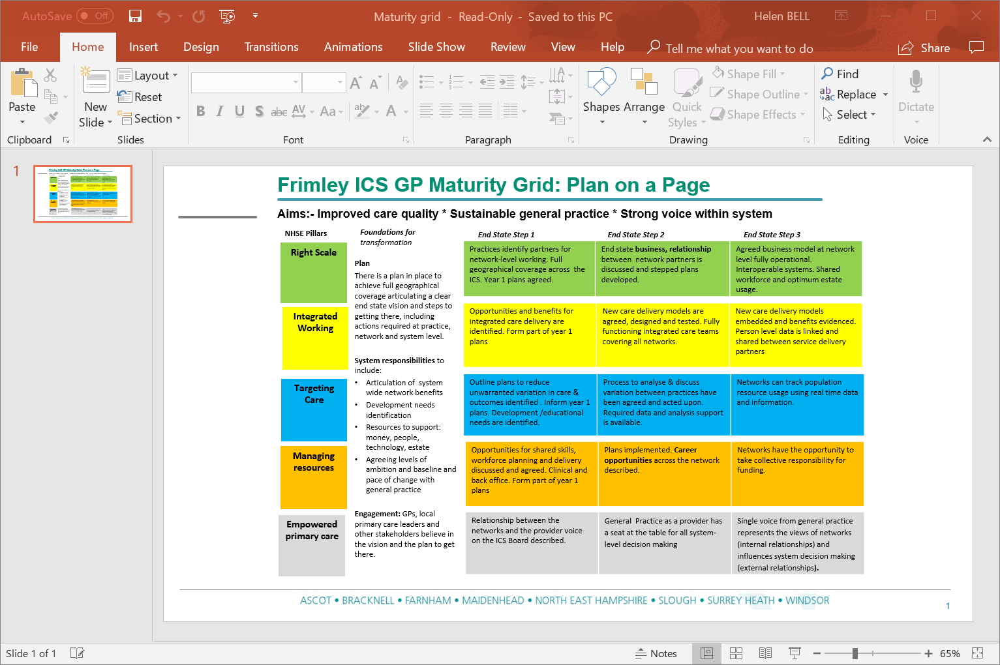 AutoSave Off
Maturity grid - Read-Only - Saved to this PC
Helen BELL
File Home Insert Design Transitions Animations Slide Show Review View Help Tell me what you want to do Share
Paste
Clipboard
New
Slide
Layout
Reset
Section
Slides
B I U S abc AV Aa ab A
A A
Font
Paragraph
Shapes
Arrange
Quick
Styles
Shape Fill
Shape Outline
Shape Effects
Drawing
Find
Replace
Select
Editing
Dictate
Voice
1
Frimley ICS GP Maturity Grid: Plan on a Page
Aims:- Improved care quality * Sustainable general practice * Strong voice within system
NHSE Pillars
Foundations for
transformation
End State Step 1
End State Step 2
End State Step 3
Right Scale
Integrated
Working
Targeting
Care
Managing
resources
Empowered
primary care
Plan
There is a plan in place to
achieve full geographical
coverage articulating a clear
end state vision and steps to
getting there, including
actions required at practice,
network and system level.
System responsibilities to
include:
• Articulation of system
wide network benefits
• Development needs
identification
• Resources to support:
money, people,
technology, estate
• Agreeing levels of
ambition and baseline and
pace of change with
general practice
Engagement: GPs, local
primary care leaders and
other stakeholders believe in
the vision and the plan to get
there.
Practices identify partners for
network-level working. Full
geographical coverage across the
ICS. Year 1 plans agreed.
End state business, relationship
between network partners is
discussed and stepped plans
developed.
Agreed business model at network
level fully operational.
Interoperable systems. Shared
workforce and optimum estate
usage.
Opportunities and benefits for
integrated care delivery are
identified. Form part of year 1
plans
New care delivery models are
agreed, designed and tested. Fully
functioning integrated care teams
covering all networks.
New care delivery models
embedded and benefits evidenced.
Person level data is linked and
shared between service delivery
partners
Outline plans to reduce
unwarranted variation in care &
outcomes identified . Inform year 1
plans. Development /educational
needs are identified.
Process to analyse & discuss
variation between practices have
been agreed and acted upon.
Required data and analysis support
is available.
Networks can track population
resource usage using real time data
and information.
Opportunities for shared skills,
workforce planning and delivery
discussed and agreed. Clinical and
back office. Form part of year 1
plans
Plans implemented. Career
opportunities across the network
described.
Networks have the opportunity to
take collective responsibility for
funding.
Relationship between the
networks and the provider voice
on the ICS Board described.
General Practice as a provider has
a seat at the table for all system-
level decision making
Single voice from general practice
represents the views of networks
(internal relationships) and
influences system decision making
(external relationships).
ASCOT • BRACKNELL • FARNHAM • MAIDENHEAD • NORTH EAST HAMPSHIRE • SLOUGH • SURREY HEATH • WINDSOR
1
Slide 1 of 1
Notes
65%